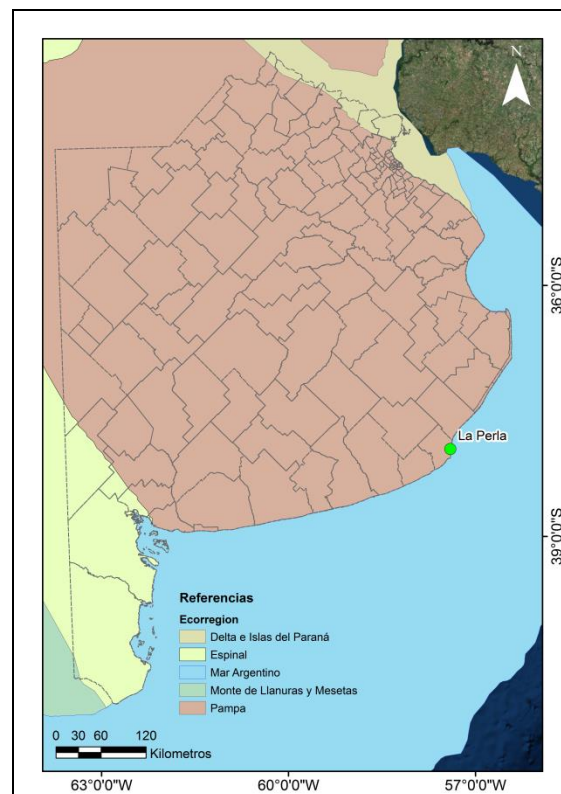 N
36°0'0"S
La Perla
39°0'0"S
Referencias
Ecorregion
Delta e Islas del Paraná
Espinal
Mar Argentino
Monte de Llanuras y Mesetas
Pampa
0 30 60 120
Kilometros
63°0'0"W 60°0'0"W 57°0'0"W